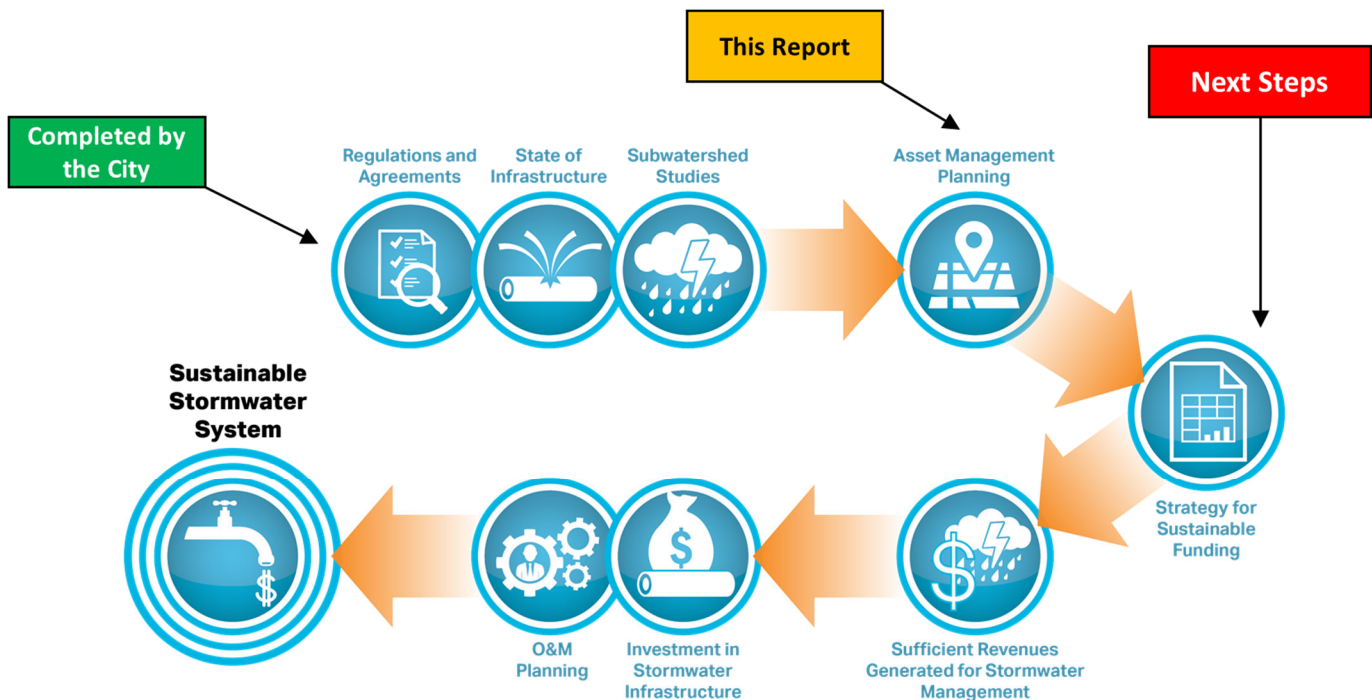 This Report
Next Steps
Completed by
the City
Regulations and
Agreements
State of
Infrastructure
Subwatershed
Studies
Asset Management
Planning
Strategy for
Sustainable
Funding
Sufficient Revenues
Generated for Stormwater
Management
Investment in
Stormwater
Infrastructure
O&M
Planning
Sustainable
Stormwater
System